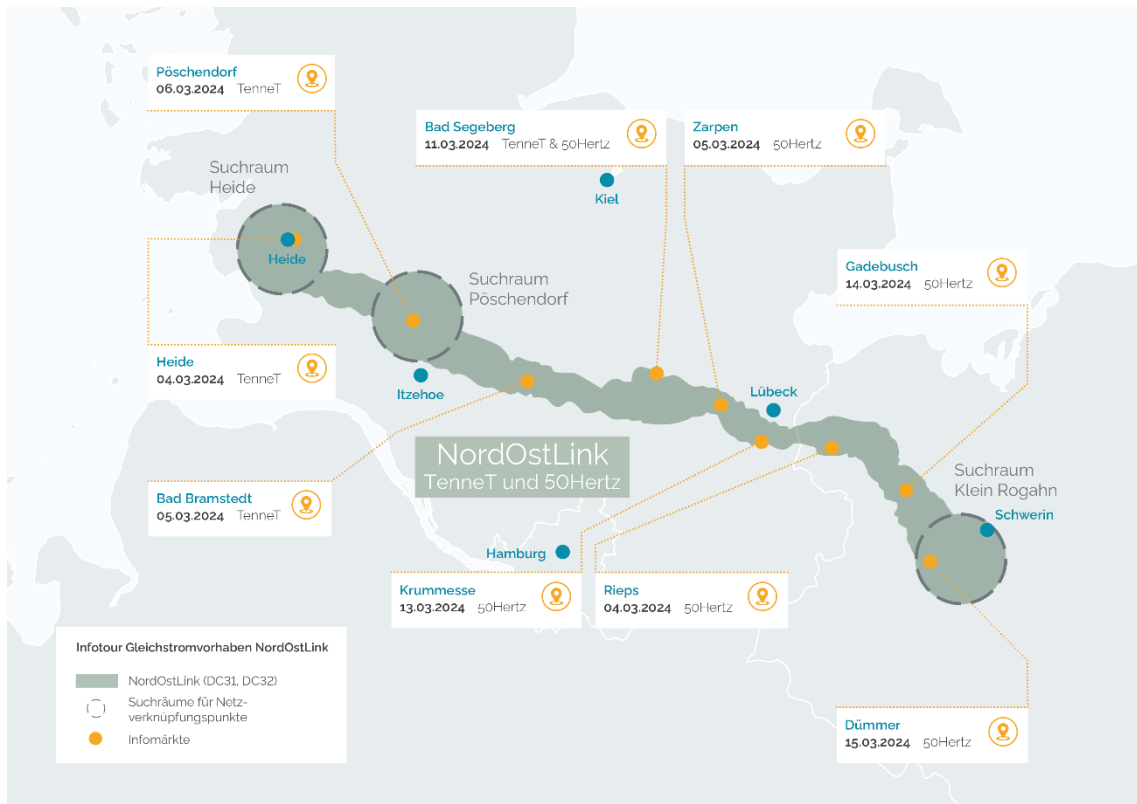 Pöschendorf
06.03.2024 TenneT
Bad Segeberg
11.03.2024 TenneT & 50Hertz
Zarpen
05.03.2024 50Hertz
Suchraum
Heide
Kiel
Heide
Suchraum
Pöschendorf
Gadebusch
14.03.2024 50Hertz
Heide
04.03.2024 TenneT
Itzehoe
Lübeck
NordOstLink
TenneT und 50Hertz
Suchraum
Klein Rogahn
Schwerin
Bad Bramstedt
05.03.2024 TenneT
Hamburg
Krummesse
13.03.2024 50Hertz
Rieps
04.03.2024 50Hertz
Infotour Gleichstromvorhaben NordOstLink
NordOstLink (DC31, DC32)
Suchräume für Netz-
verknüpfungspunkte
Infomärkte
Dümmer
15.03.2024 50Hertz